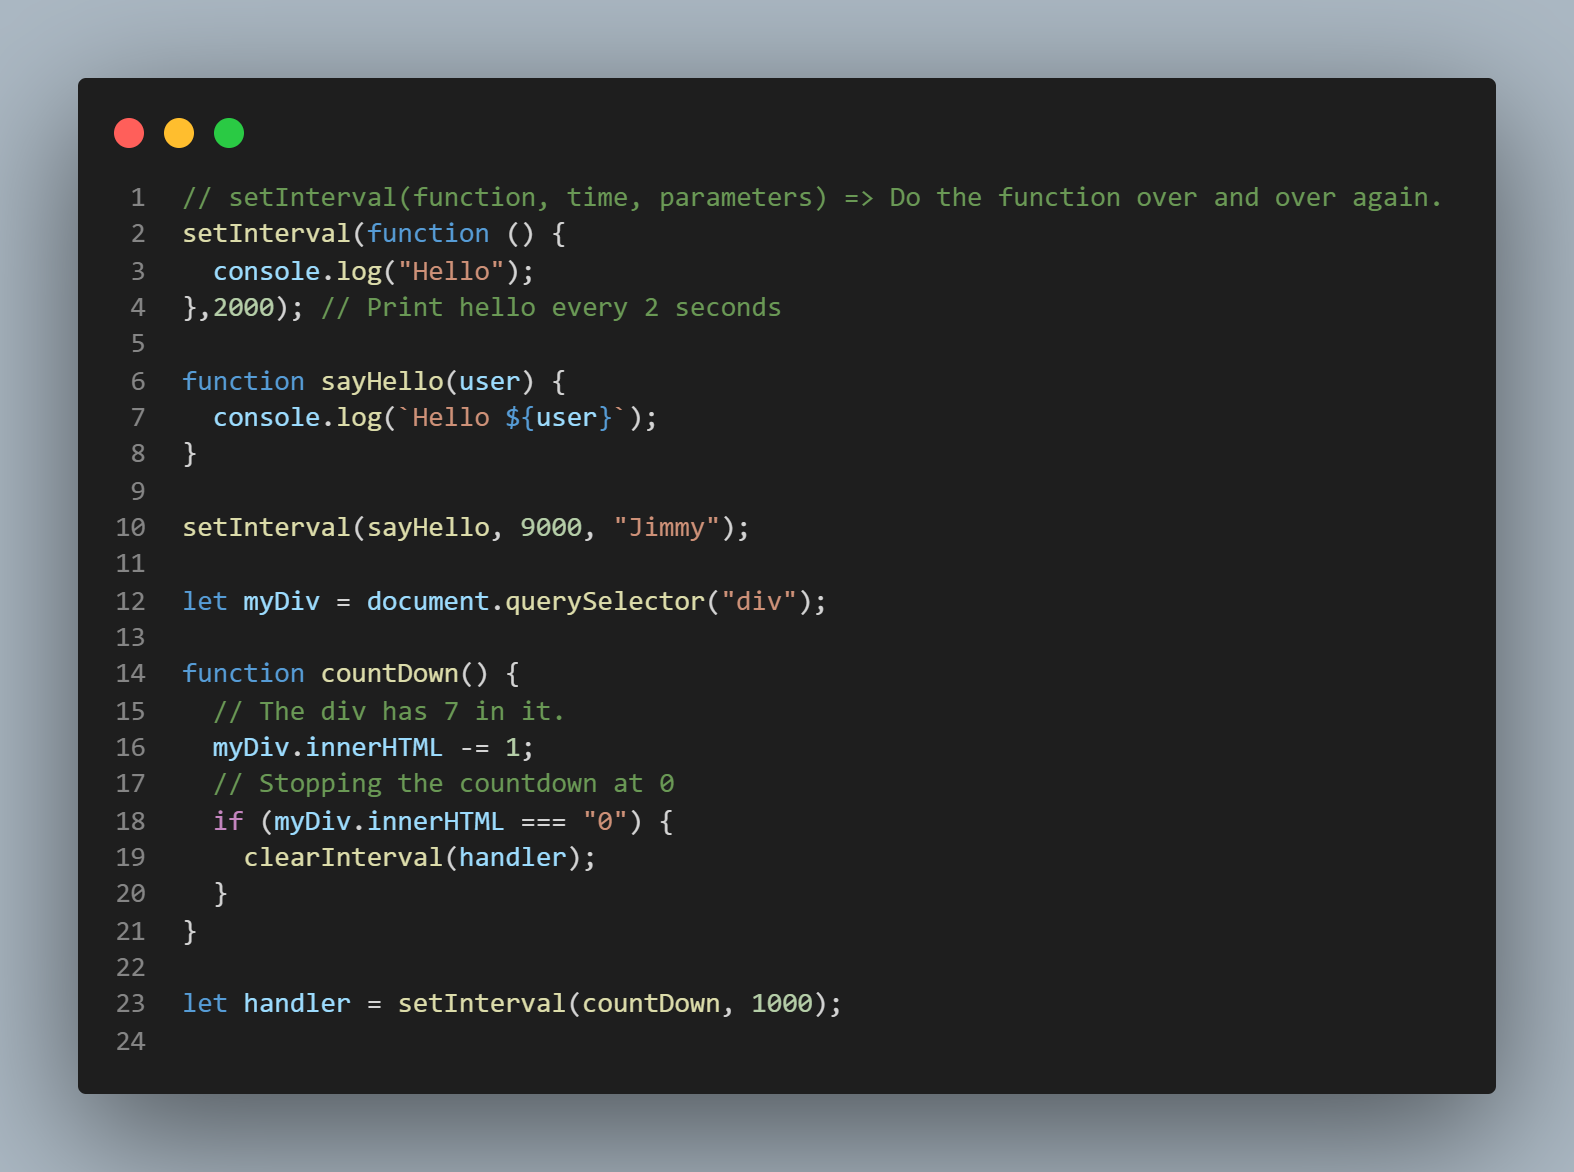 1 // setInterval(function, time, parameters) => Do the function over and over again.
2 setInterval(function () {
3   console.log("Hello");
4 },2000); // Print hello every 2 seconds
5
6 function sayHello(user) {
7   console.log(`Hello ${user}`);
8 }
9
10 setInterval(sayHello, 9000, "Jimmy");
11
12 let myDiv = document.querySelector("div");
13
14 function countDown() {
15   // The div has 7 in it.
16   myDiv.innerHTML -= 1;
17   // Stopping the countdown at 0
18   if (myDiv.innerHTML === "0") {
19     clearInterval(handler);
20   }
21 }
22
23 let handler = setInterval(countDown, 1000);
24